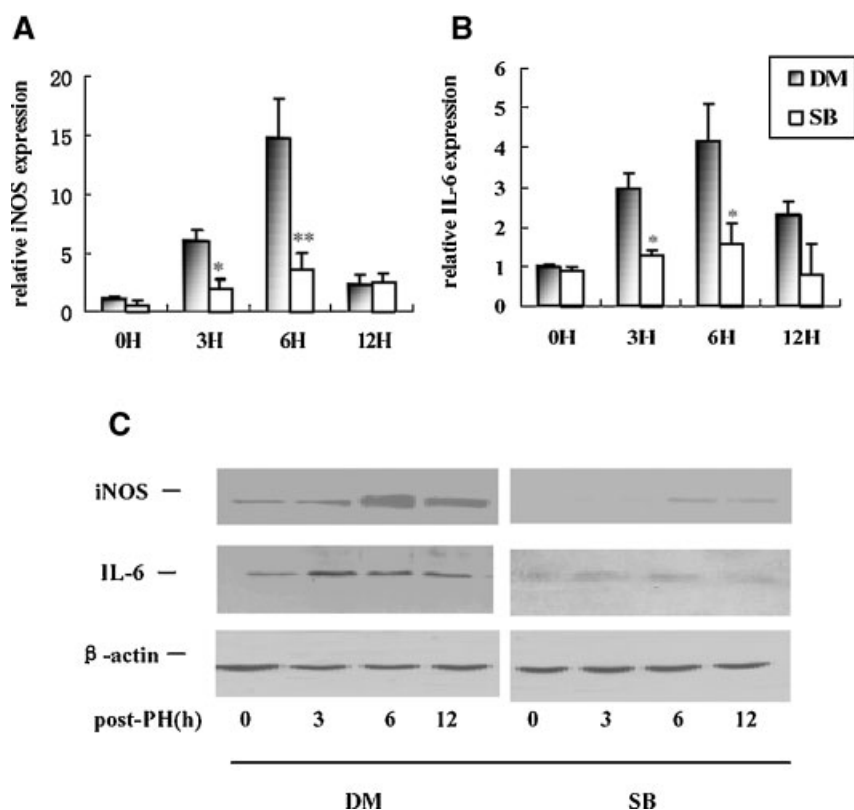 A
relative iNOS expression
20
15
10
5
0
*
**
0H 3H 6H 12H
B
relative IL-6 expression
6
5
4
3
2
1
0
*
*
0H 3H 6H 12H
DM
SB
C
iNOS —
IL-6 —
β-actin —
post-PH(h) 0 3 6 12 0 3 6 12
DM SB